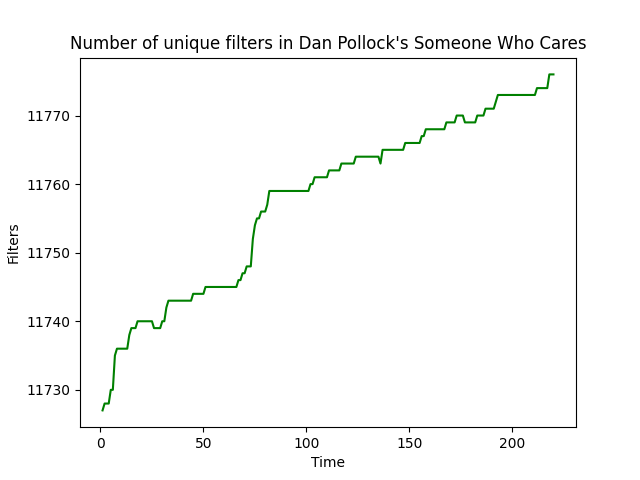 Number of unique filters in Dan Pollock's Someone Who Cares
11770
11760
11750
11740
11730
Filters
0 50 100 150 200
Time